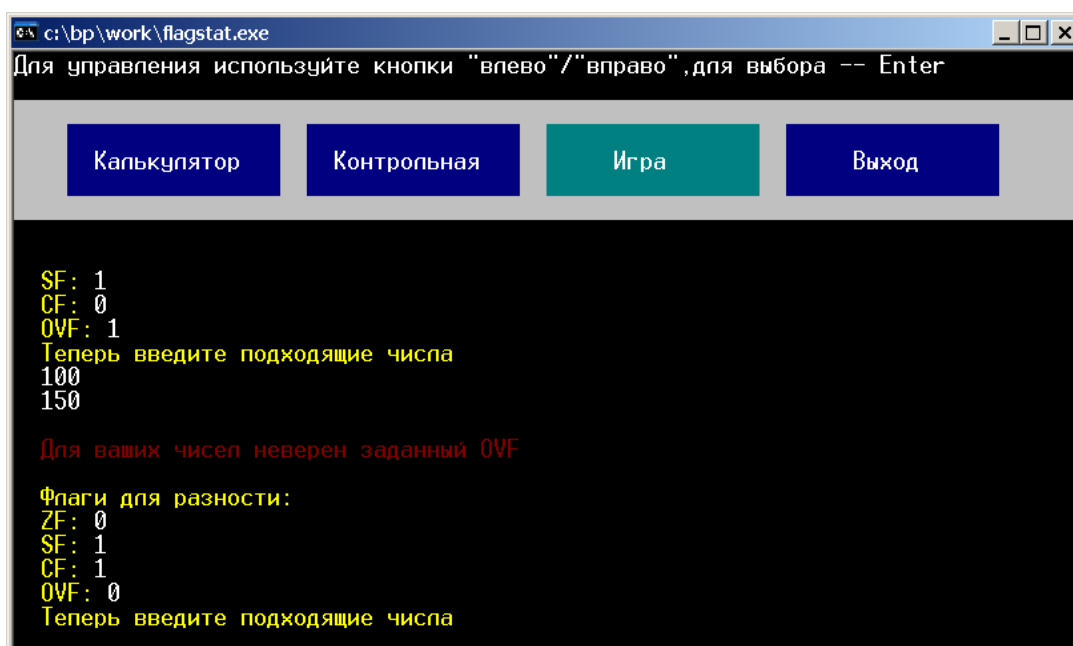 c:\bp\work\flagstat.exe
Для управления используйте кнопки "влево"/"вправо",для выбора -- Enter
Калькулятор Контрольная Игра Выход
SF: 1
CF: 0
OVF: 1
Теперь введите подходящие числа
100
150
Для ваших чисел неверен заданный OVF
Флаги для разности:
ZF: 0
SF: 1
CF: 1
OVF: 0
Теперь введите подходящие числа